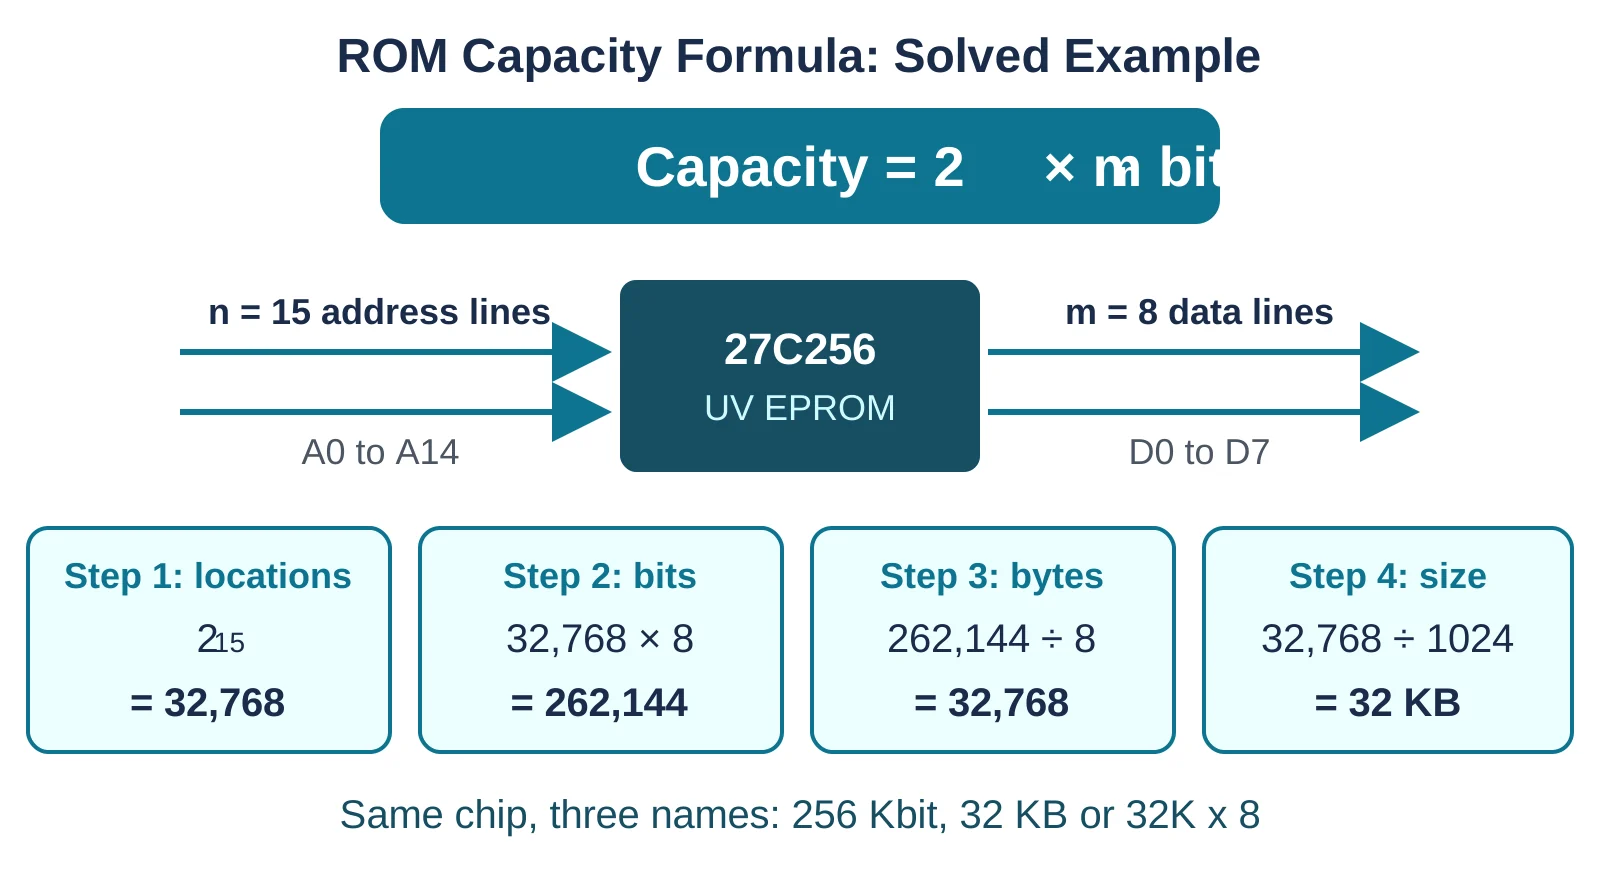 ROM Capacity Formula: Solved Example
Capacity = 2 × m bit
n = 15 address lines
27C256
UV EPROM
m = 8 data lines
A0 to A14
D0 to D7
Step 1: locations
2¹⁵
= 32,768
Step 2: bits
32,768 × 8
= 262,144
Step 3: bytes
262,144 ÷ 8
= 32,768
Step 4: size
32,768 ÷ 1024
= 32 KB
Same chip, three names: 256 Kbit, 32 KB or 32K x 8